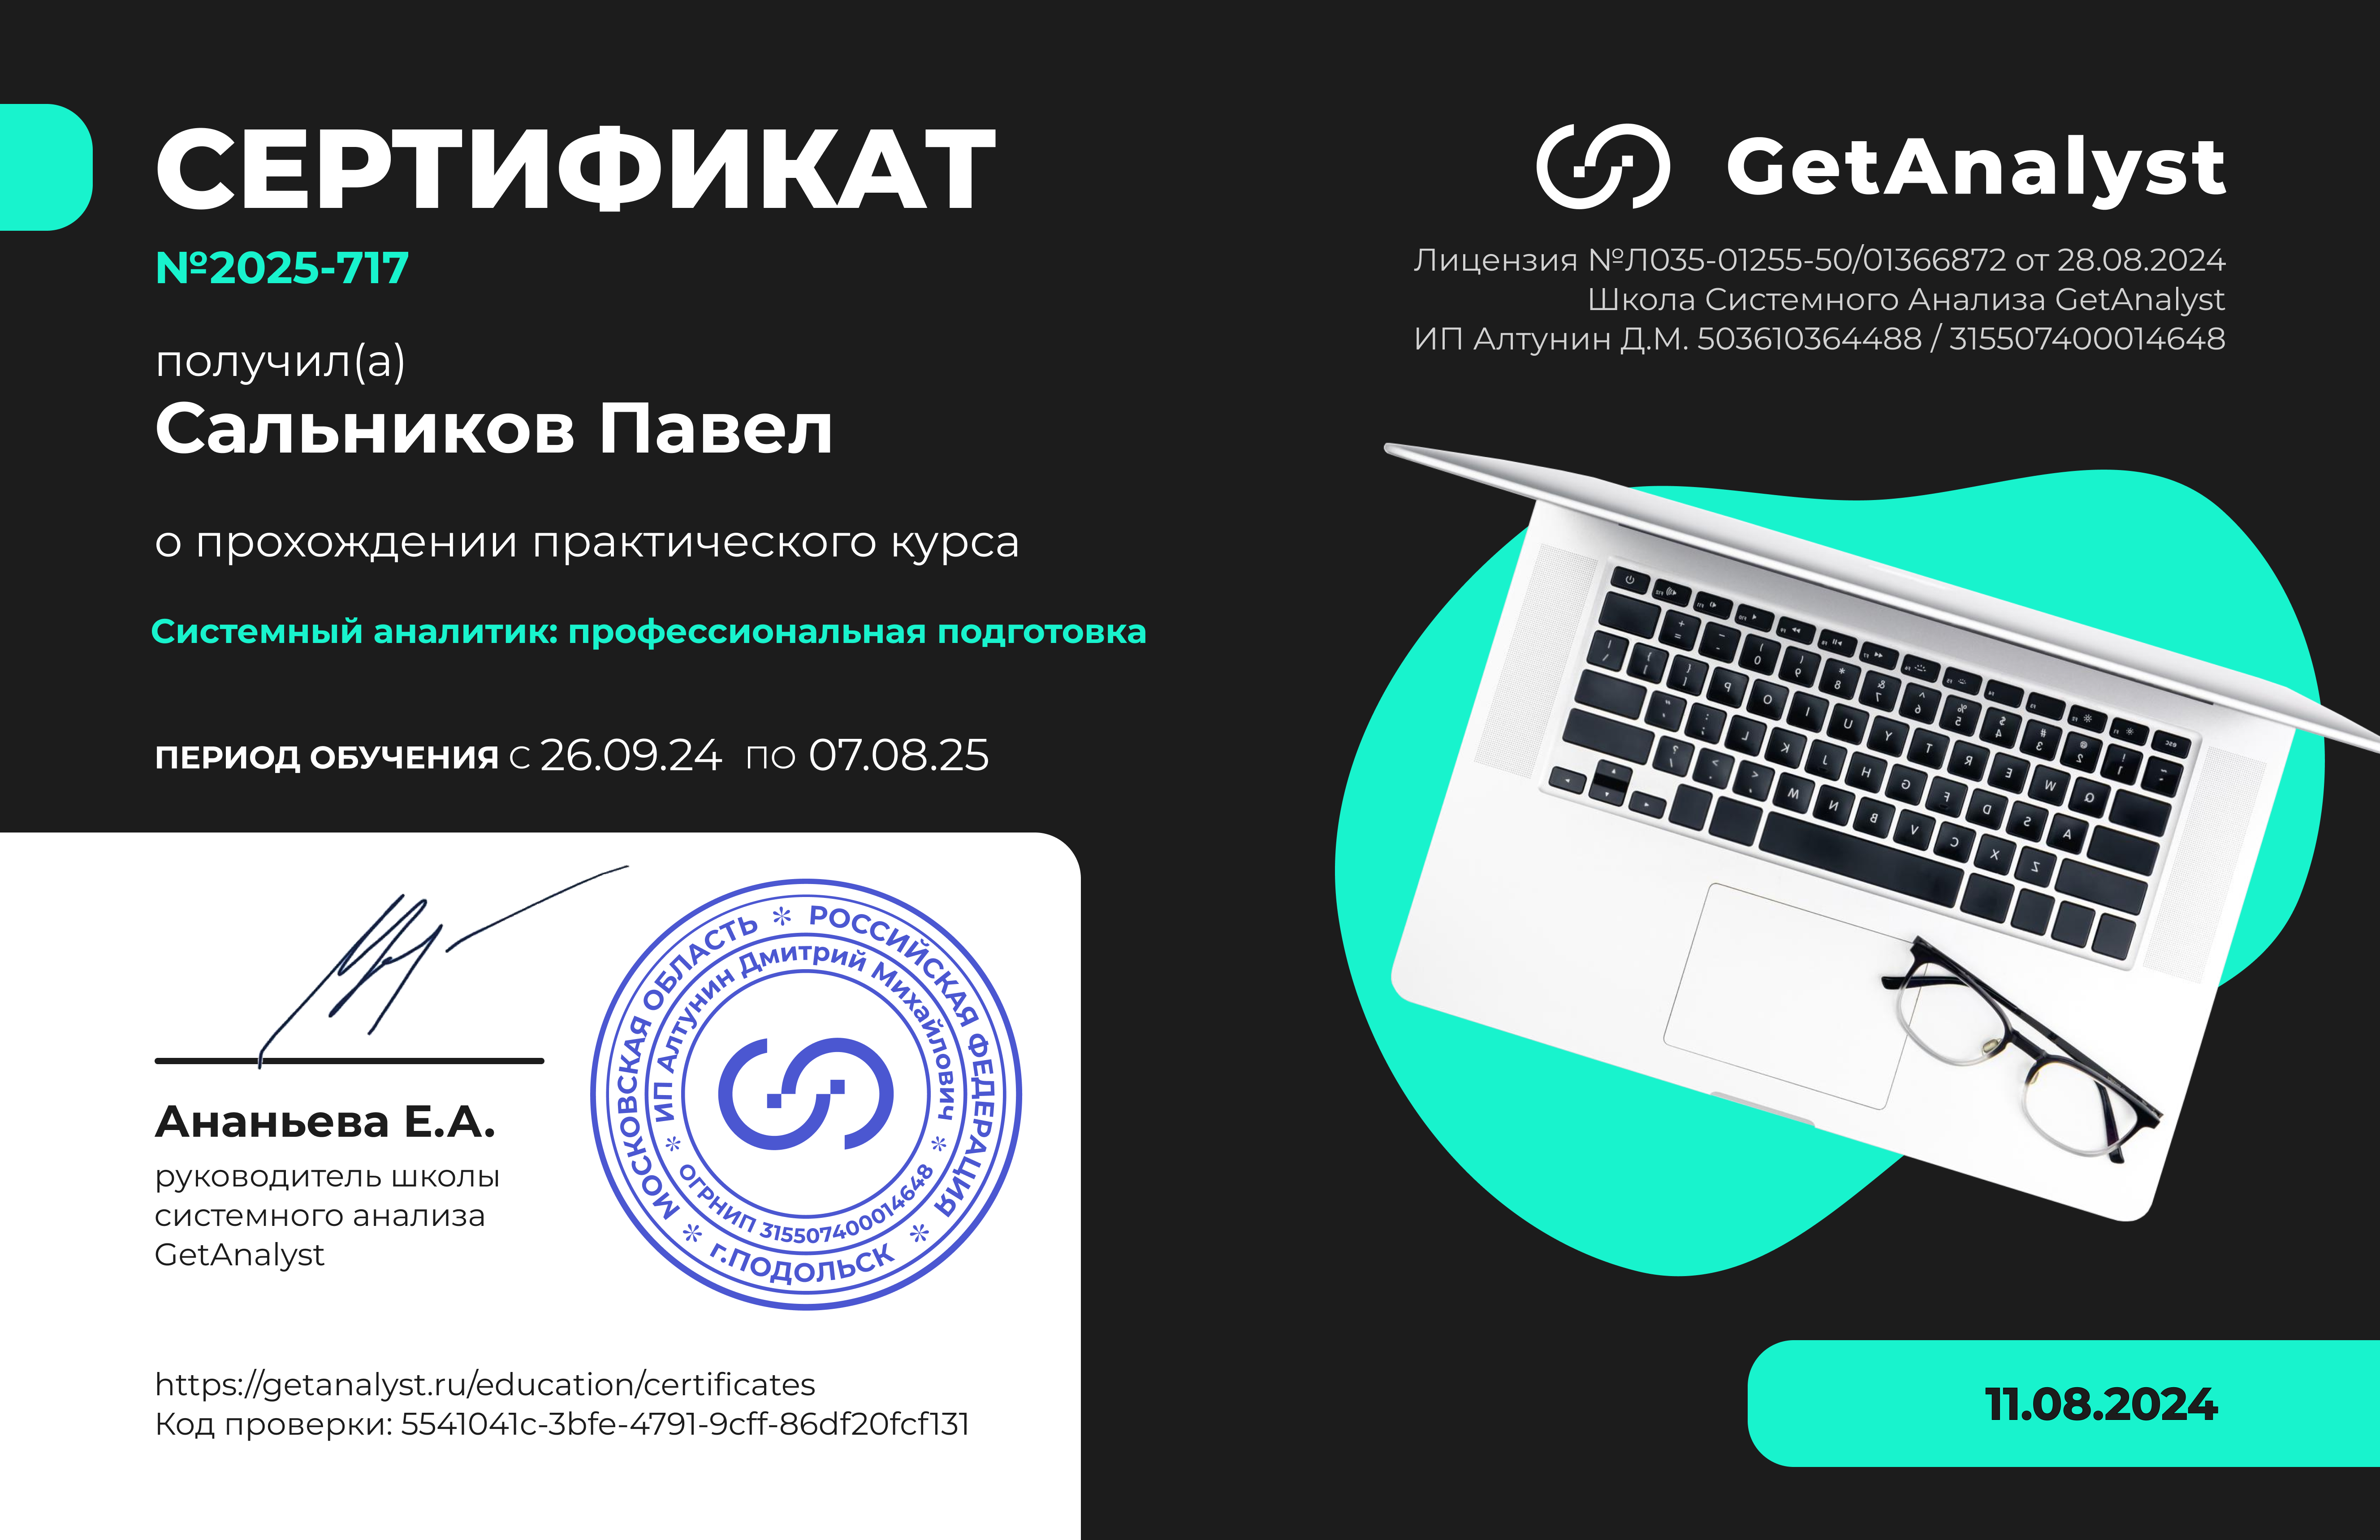 СЕРТИФИКАТ
№2025-717
получил(а)
Сальников Павел
о прохождении практического курса
Системный аналитик: профессиональная подготовка
ПЕРИОД ОБУЧЕНИЯ С 26.09.24 ПО 07.08.25
GetAnalyst
Лицензия №Л035-01255-50/01366872 от 28.08.2024
Школа Системного Анализа GetAnalyst
ИП Алтунин Д.М. 503610364488 / 315507400014648
Ананьева Е.А.
руководитель школы
системного анализа
GetAnalyst
МОСКОВСКАЯ ОБЛАСТЬ * РОССИЙСКАЯ ФЕДЕРАЦИЯ * г.ПОДОЛЬСК *
ИП Алтунин Дмитрий Михайлович *
ОГРНИП 315507400014648 *
https://getanalyst.ru/education/certificates
Код проверки: 5541041c-3bfe-4791-9cff-86df20fcf131
11.08.2024